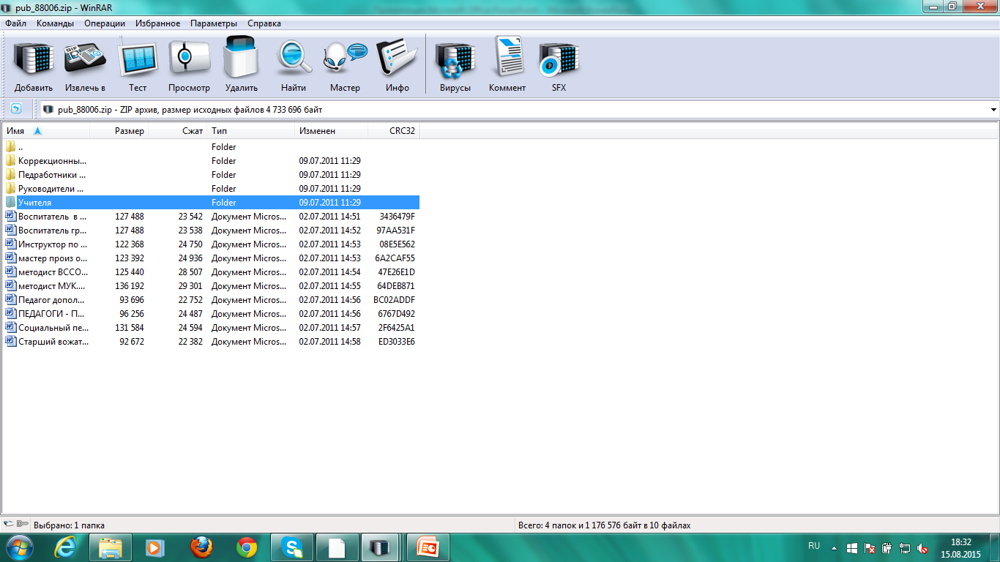 pub_88006.zip - WinRAR
Файл Команды Операции Избранное Параметры Справка
Добавить Извлечь в Тест Просмотр Удалить Найти Мастер Инфо Вирусы Коммент SFX
pub_88006.zip - ZIP архив, размер исходных файлов 4 733 696 байт
Имя Размер Сжат Тип Изменен CRC32
.. Folder
Коррекционны... Folder 09.07.2011 11:29
Педработники ... Folder 09.07.2011 11:29
Руководители ... Folder 09.07.2011 11:29
Учителя Folder 09.07.2011 11:29
Воспитатель в ... 127 488 23 542 Документ Micros... 02.07.2011 14:51 3436479F
Воспитатель гр... 127 488 23 538 Документ Micros... 02.07.2011 14:52 97AA531F
Инструктор по ... 122 368 24 750 Документ Micros... 02.07.2011 14:53 08E5E562
мастер произ о... 123 392 24 936 Документ Micros... 02.07.2011 14:53 6A2CAF55
методист ВССО... 125 440 28 507 Документ Micros... 02.07.2011 14:54 47E26E1D
методист МУК.... 136 192 29 301 Документ Micros... 02.07.2011 14:55 64DEB871
Педагог допол... 93 696 22 752 Документ Micros... 02.07.2011 14:56 BC02ADDF
ПЕДАГОГИ - П... 96 256 24 487 Документ Micros... 02.07.2011 14:56 6767D492
Социальный пе... 131 584 24 594 Документ Micros... 02.07.2011 14:57 2F6425A1
Старший вожат... 92 672 22 382 Документ Micros... 02.07.2011 14:58 ED3033E6
Выбрано: 1 папка Всего: 4 папок и 1 176 576 байт в 10 файлах
RU 18:32
15.08.2015